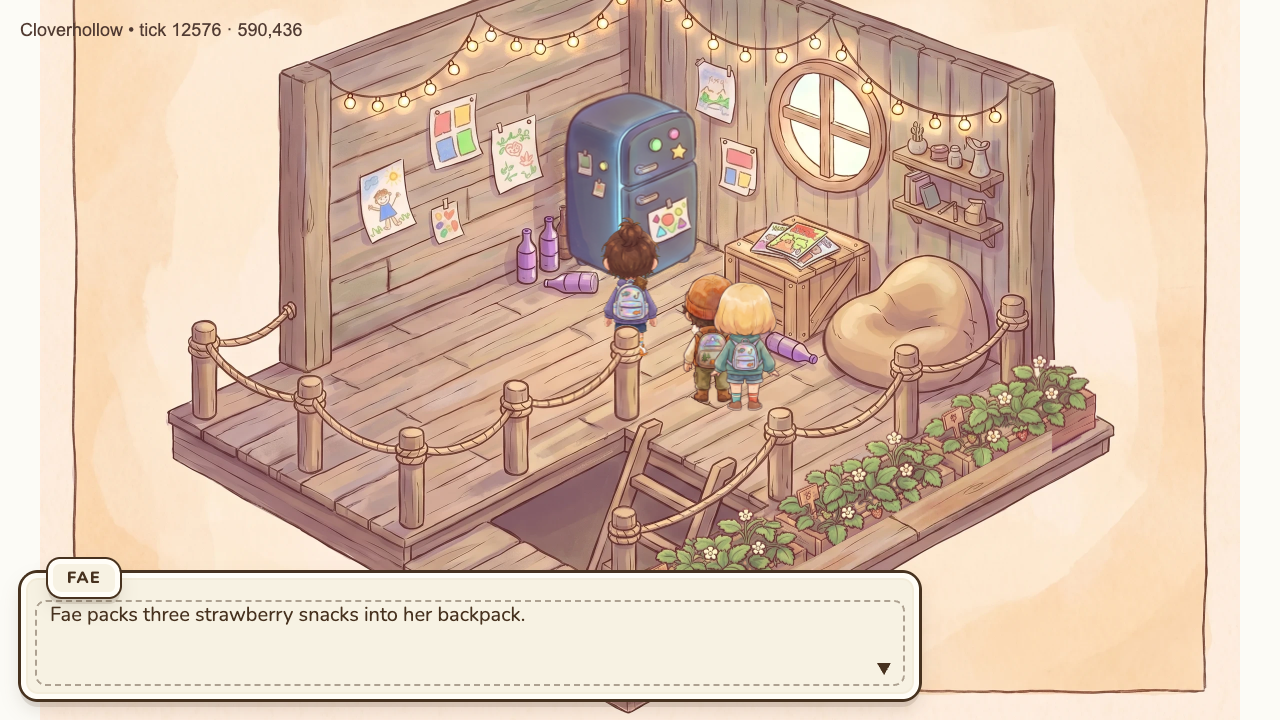 Cloverhollow • tick 12576 · 590,436
FAE
Fae packs three strawberry snacks into her backpack.